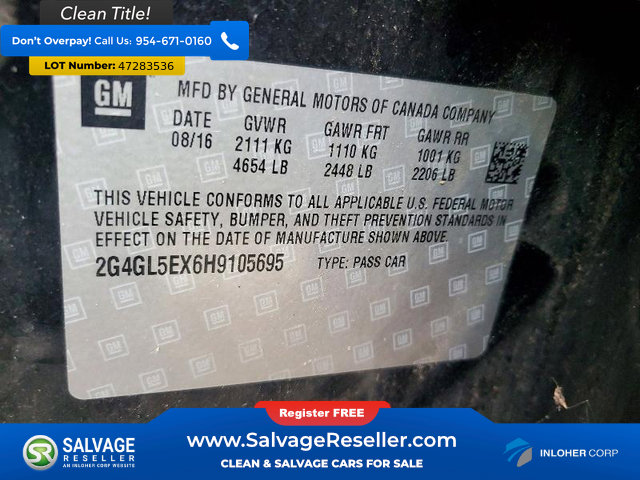 Clean Title!
Don't Overpay! Call Us: 954-671-0160
LOT Number: 47283536
GM
MFD BY GENERAL MOTORS OF CANADA COMPANY
DATE GVWR GAWR FRT GAWR RR
08/16 2111 KG 1110 KG 1001 KG
4654 LB 2448 LB 2206 LB
THIS VEHICLE CONFORMS TO ALL APPLICABLE U.S. FEDERAL MOTOR
VEHICLE SAFETY, BUMPER, AND THEFT PREVENTION STANDARDS IN
EFFECT ON THE DATE OF MANUFACTURE SHOWN ABOVE.
2G4GL5EX6H9105695 TYPE: PASS CAR
Register FREE
SALVAGE
RESELLER
AN INLOHER CORP WEBSITE
www.SalvageReseller.com
CLEAN & SALVAGE CARS FOR SALE
INLOHER CORP